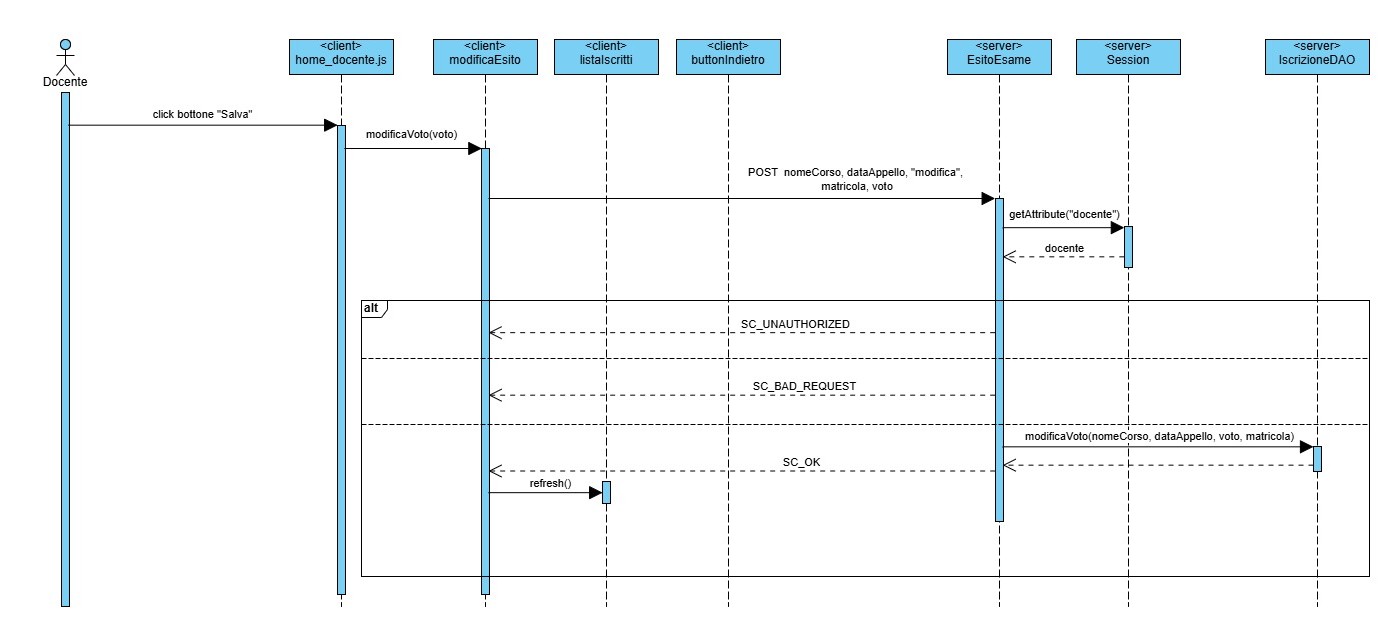 Docente
<client>
home_docente.js
<client>
modificaEsito
<client>
listaIscritti
<client>
buttonIndietro
<server>
EsitoEsame
<server>
Session
<server>
IscrizioneDAO
click bottone "Salva"
modificaVoto(voto)
POST nomeCorso, dataAppello, "modifica",
matricola, voto
getAttribute("docente")
docente
alt
SC_UNAUTHORIZED
SC_BAD_REQUEST
modificaVoto(nomeCorso, dataAppello, voto, matricola)
SC_OK
refresh()